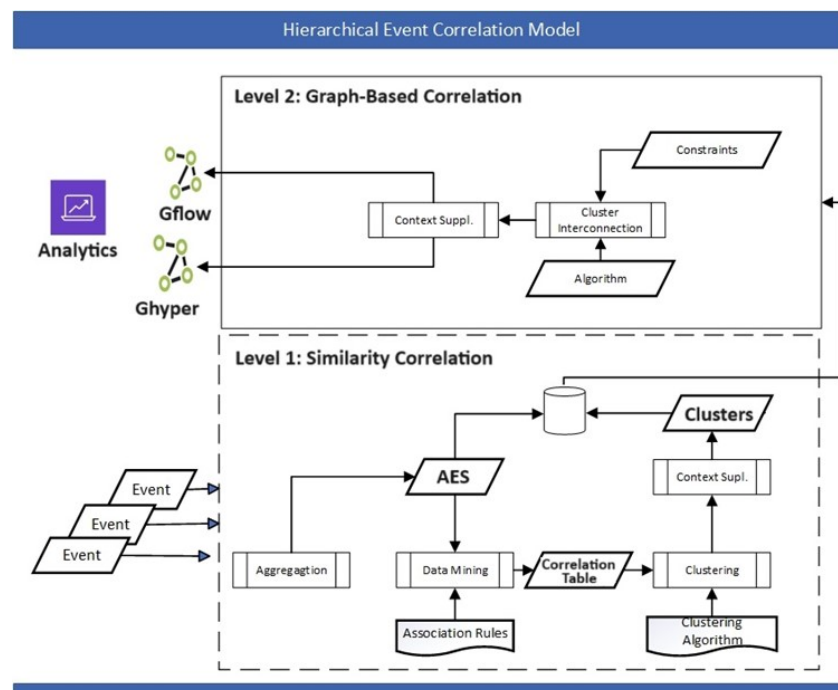 Hierarchical Event Correlation Model
Level 2: Graph-Based Correlation
Constraints
Gflow
Context Suppl.
Cluster
Interconnection
Analytics
Algorithm
Ghyper
Level 1: Similarity Correlation
Clusters
AES
Context Supl.
Event
Event
Event
Aggregagtion
Data Mining
Correlation
Table
Clustering
Association Rules
Clustering
Algorithm